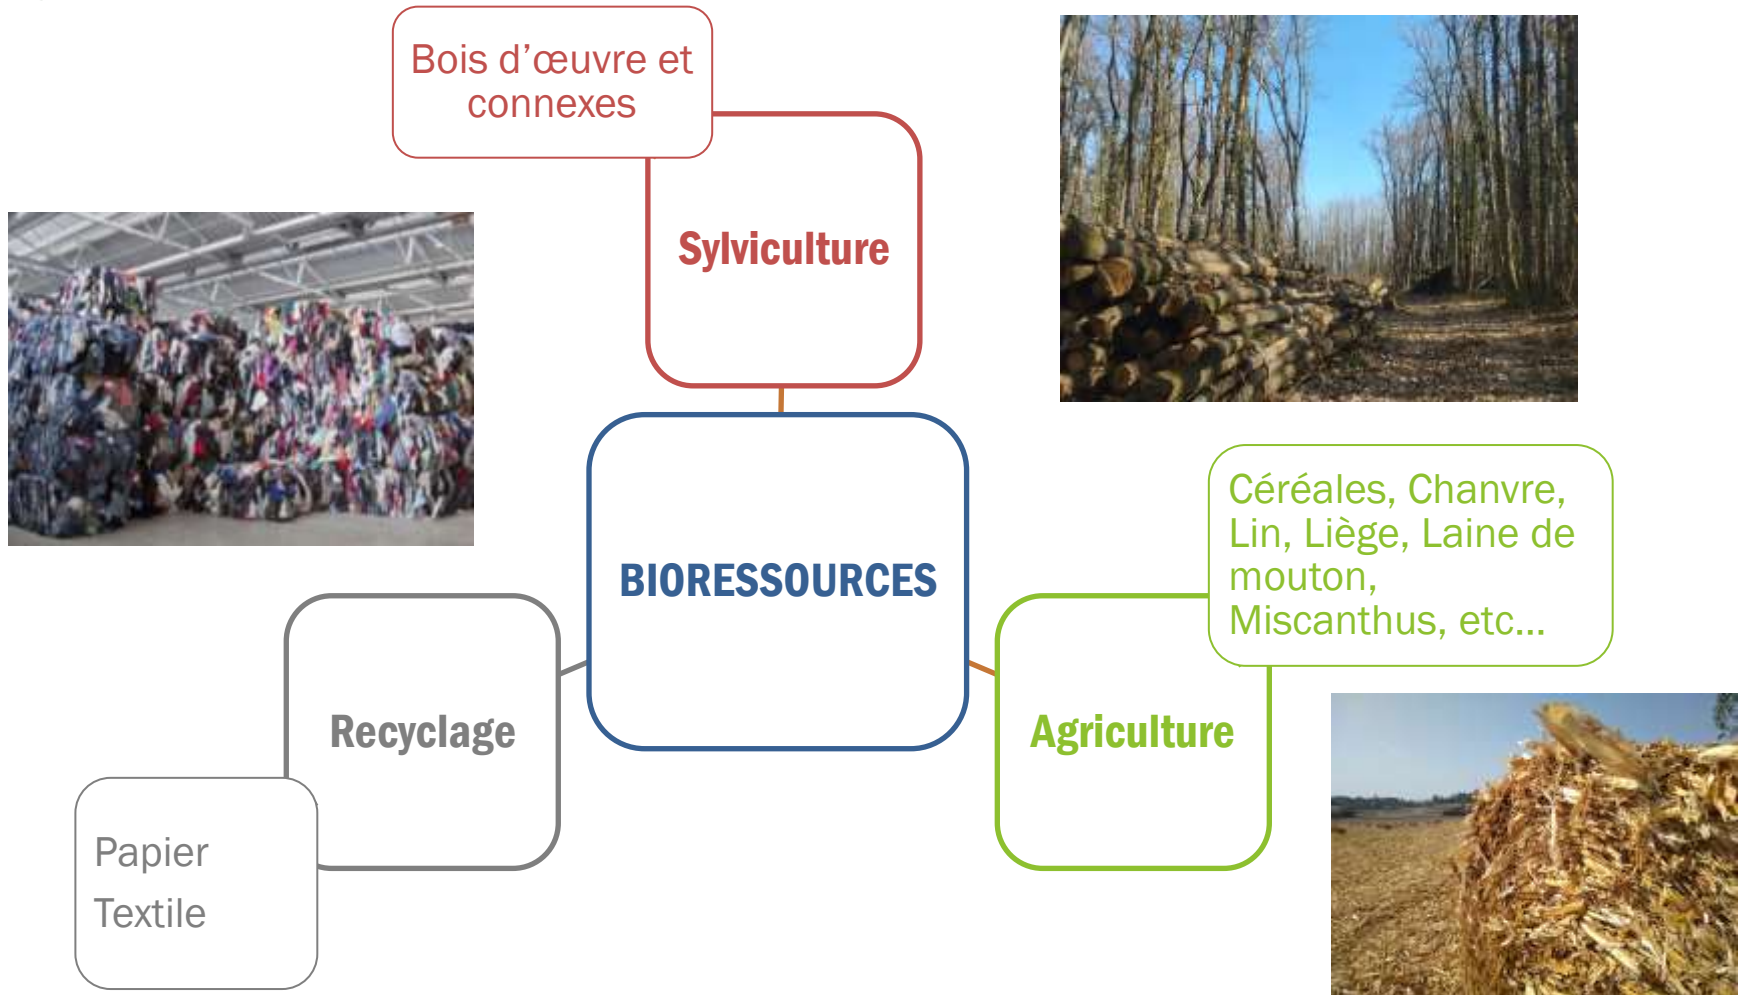 Bois d’œuvre et
connexes
Sylviculture
BIORESSOURCES
Céréales, Chanvre,
Lin, Liège, Laine de
mouton,
Miscanthus, etc...
Agriculture
Recyclage
Papier
Textile